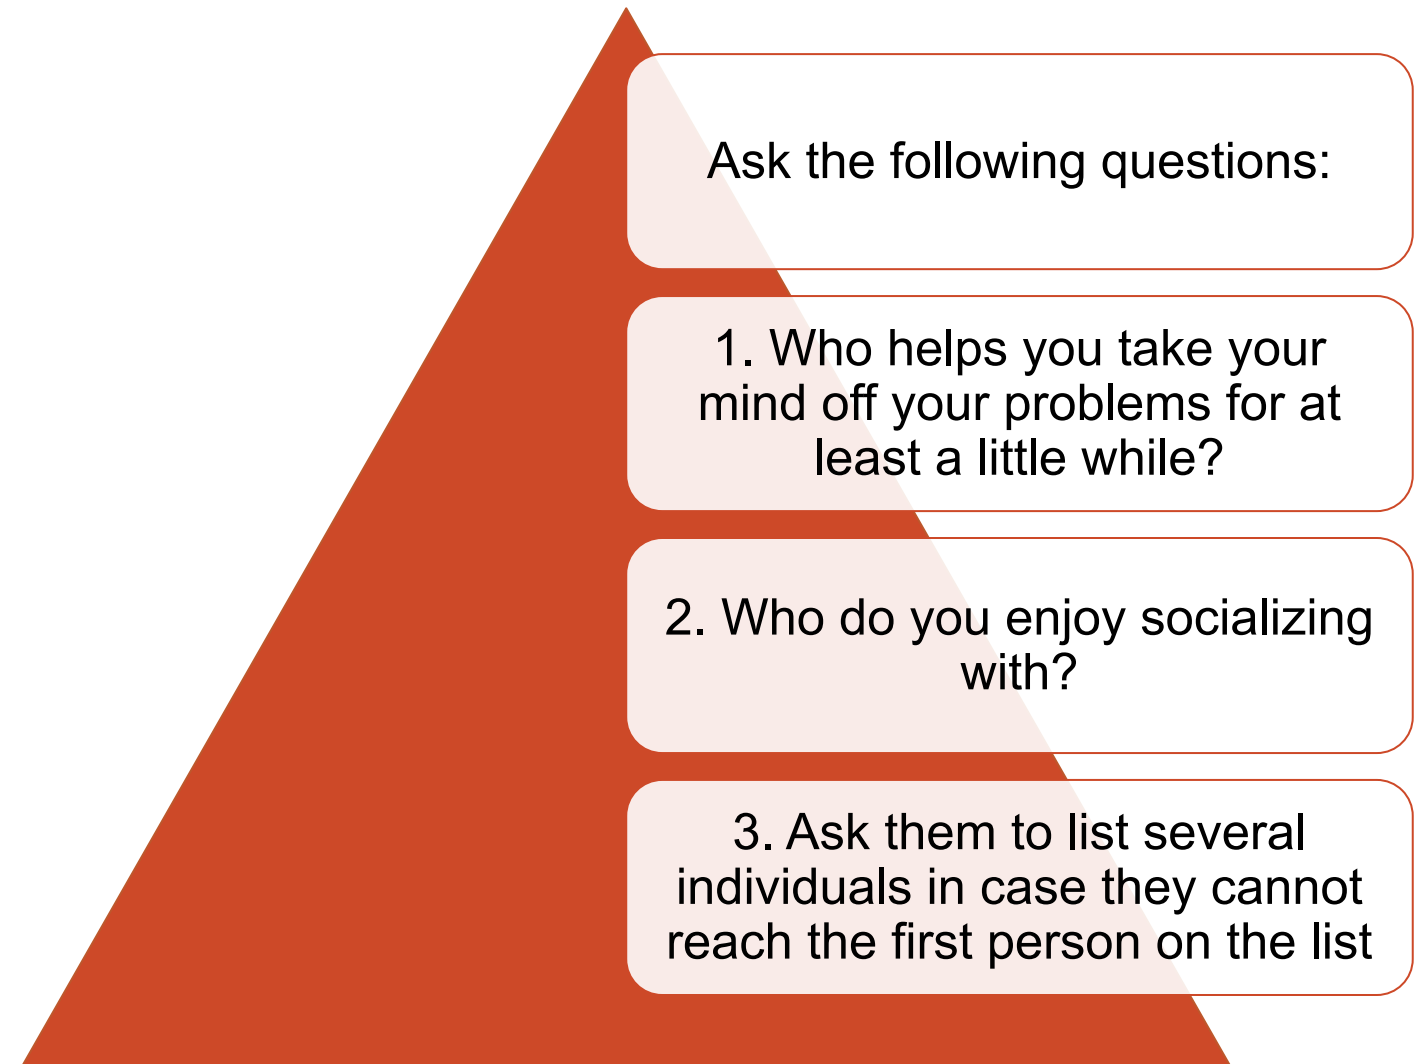 Ask the following questions:
1. Who helps you take your
mind off your problems for at
least a little while?
2. Who do you enjoy socializing
with?
3. Ask them to list several
individuals in case they cannot
reach the first person on the list